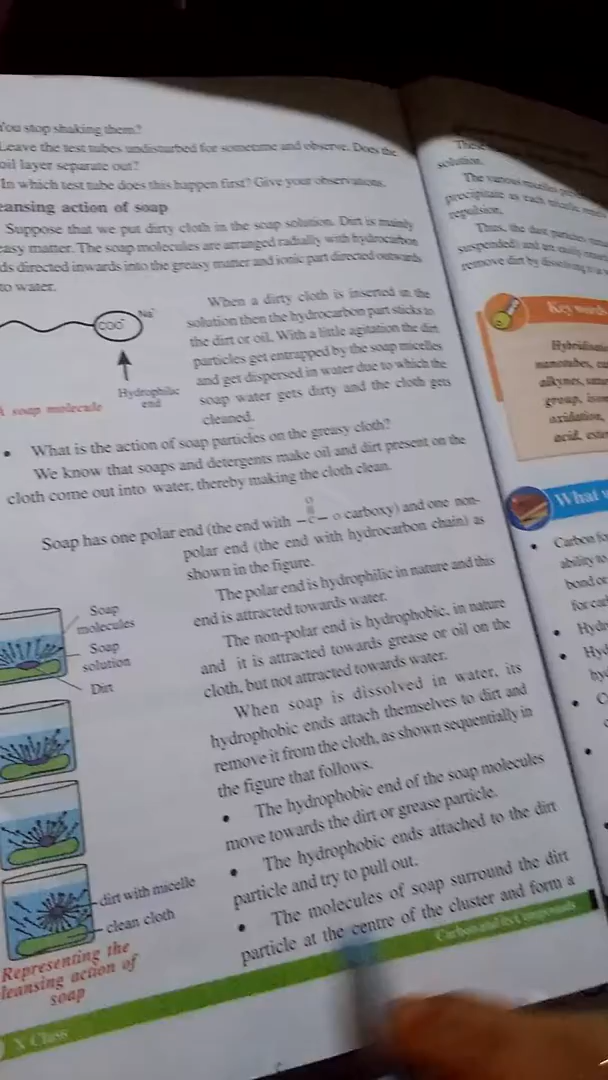 You stop shaking them?
Leave the test tubes undisturbed for sometime and observe. Does the
oil layer separate out?
In which test tube does this happen first? Give your observations.
eansing action of soap
Suppose that we put dirty cloth in the soap solution. Dirt is mainly
easy matter. The soap molecules are arranged radially with hydrocarbon
ds directed inwards into the greasy matter and ionic part directed outwards
to water.
COO⁻ Na⁺
Hydrophilic
end
A soap molecule
When a dirty cloth is inserted in the
solution then the hydrocarbon part sticks to
the dirt or oil. With a little agitation the dirt
particles get entrapped by the soap micelles
and get dispersed in water due to which the
soap water gets dirty and the cloth gets
cleaned.
• What is the action of soap particles on the greasy cloth?
We know that soaps and detergents make oil and dirt present on the
cloth come out into water, thereby making the cloth clean.
O
Soap has one polar end (the end with –C– o carboxy) and one non-
polar end (the end with hydrocarbon chain) as
shown in the figure.
The polar end is hydrophilic in nature and this
end is attracted towards water.
The non-polar end is hydrophobic, in nature
and it is attracted towards grease or oil on the
cloth, but not attracted towards water.
When soap is dissolved in water, its
hydrophobic ends attach themselves to dirt and
remove it from the cloth, as shown sequentially in
the figure that follows.
• The hydrophobic end of the soap molecules
move towards the dirt or grease particle.
• The hydrophobic ends attached to the dirt
particle and try to pull out.
• The molecules of soap surround the dirt
particle at the centre of the cluster and form a
Soap
molecules
Soap
solution
Dirt
dirt with micelle
clean cloth
Representing the
leansing action of
soap
X Class
Carbon and its Compounds
These
solution.
The various micelles
precipitate as each micelle
repulsion.
Thus, the dust particles
suspended) and are easily
remove dirt by dissolving
Key words
Hybridisati
nanotubes,
alkynes,
group,
oxidation,
acid,
What
• Carbon
ability to
bond or
for
• Hydr
• Hyd
hy
• C